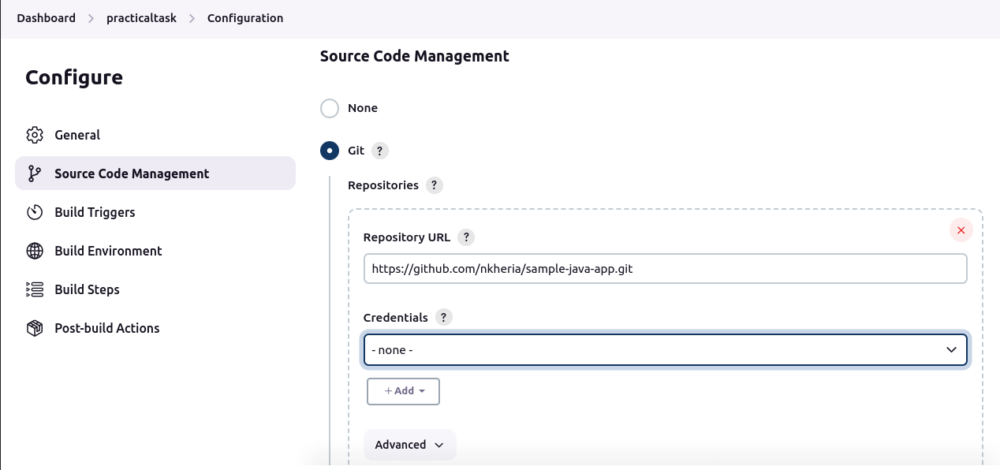 Dashboard > practicaltask > Configuration
Configure
General
Source Code Management
Build Triggers
Build Environment
Build Steps
Post-build Actions
Source Code Management
None
Git ?
Repositories ?
Repository URL ?
https://github.com/nkheria/sample-java-app.git
Credentials ?
- none -
+ Add
Advanced